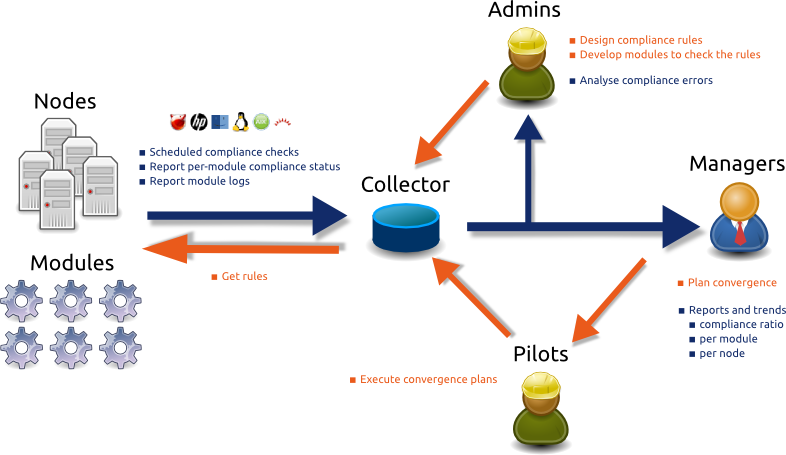 Admins
Design compliance rules
Develop modules to check the rules
Analyse compliance errors
Nodes
hp
AIX
Scheduled compliance checks
Report per-module compliance status
Report module logs
Collector
Managers
Modules
Get rules
Plan convergence
Reports and trends
compliance ratio
per module
per node
Pilots
Execute convergence plans